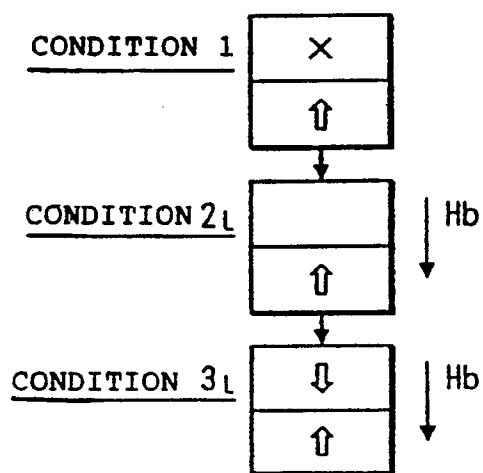 CONDITION 1
×
CONDITION 2L
Hb
CONDITION 3L
Hb